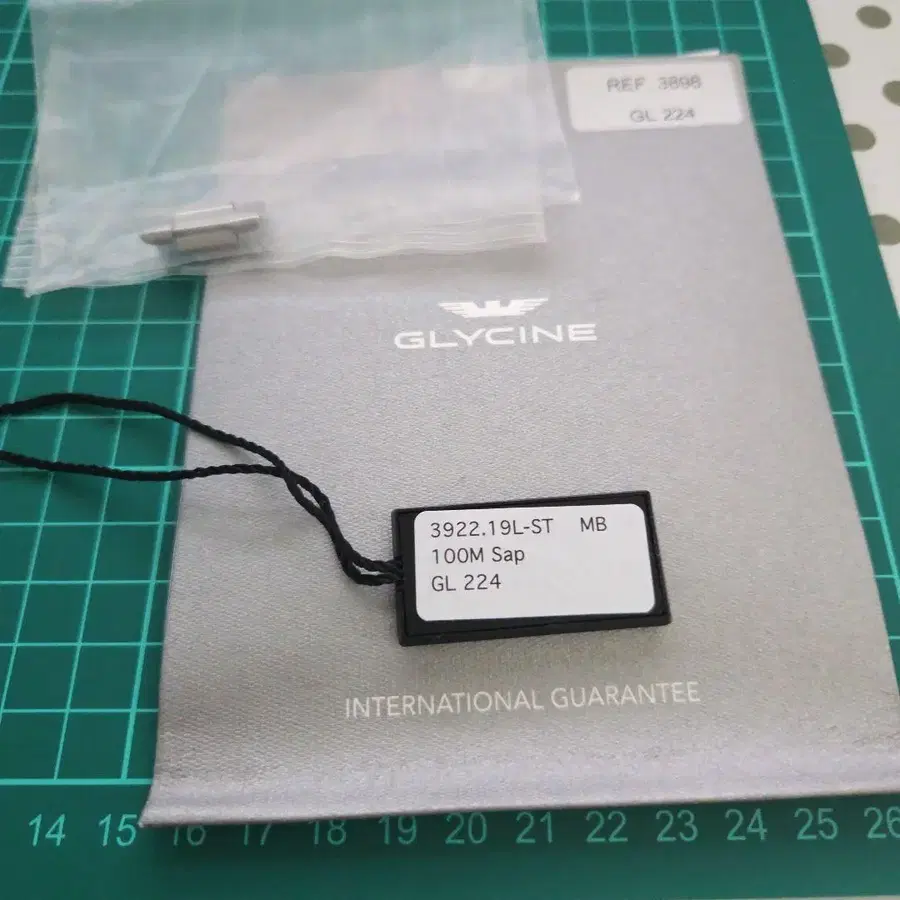 REF 3898
GL 224
GLYCINE
3922.19L-ST MB
100M Sap
GL 224
INTERNATIONAL GUARANTEE
14 15 16 17 18 19 20 21 22 23 24 25 26